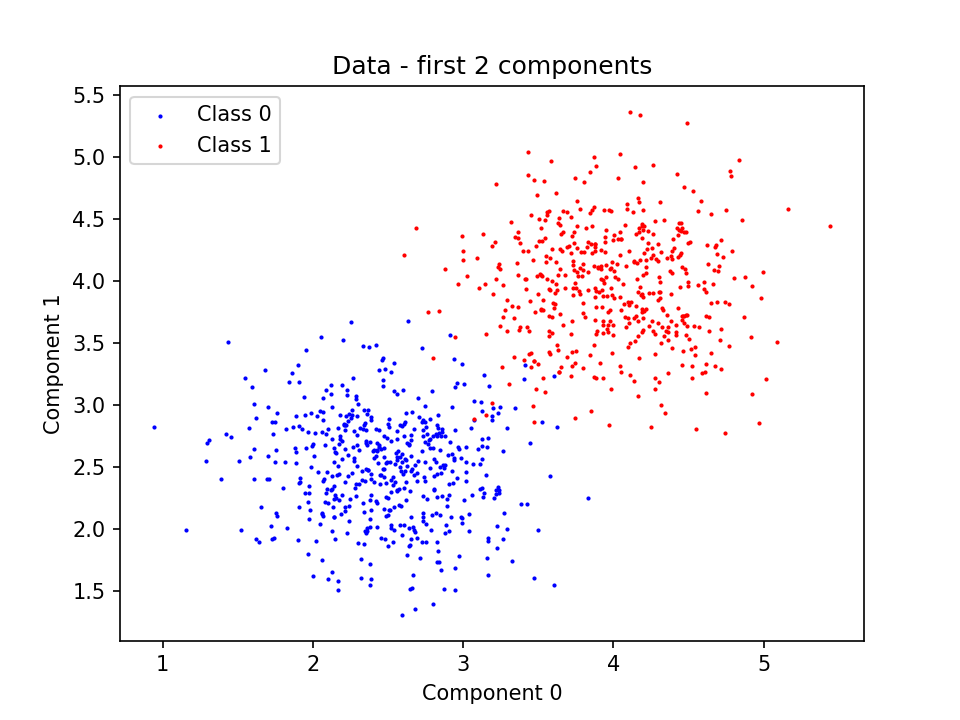 Data - first 2 components
Class 0
Class 1
5.5
5.0
4.5
4.0
3.5
3.0
2.5
2.0
1.5
Component 1
1 2 3 4 5
Component 0